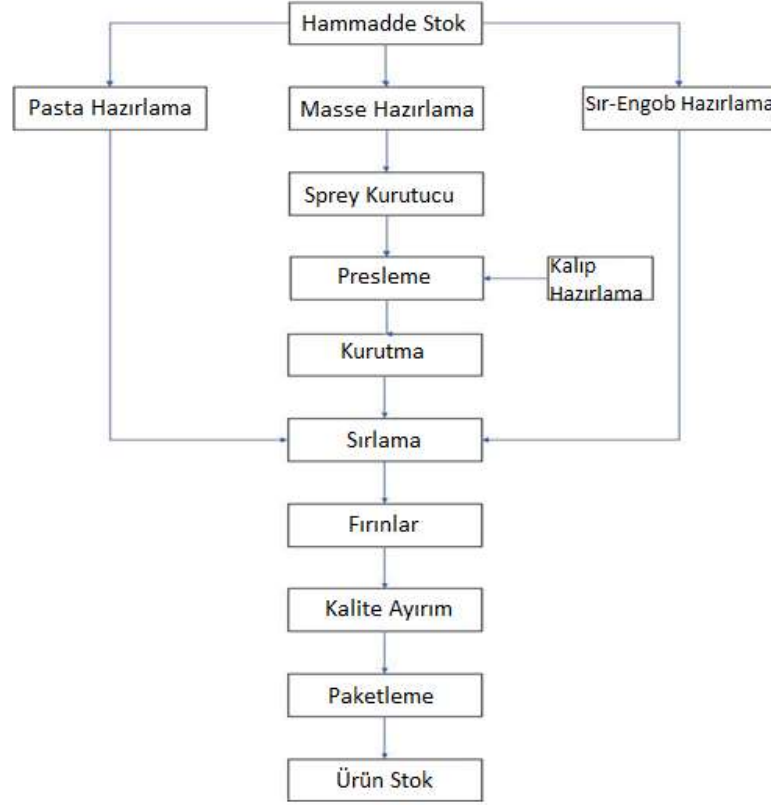 Hammadde Stok
Pasta Hazırlama
Masse Hazırlama
Sır-Engob Hazırlama
Sprey Kurutucu
Presleme
Kalıp
Hazırlama
Kurutma
Sırlama
Fırınlar
Kalite Ayırım
Paketleme
Ürün Stok